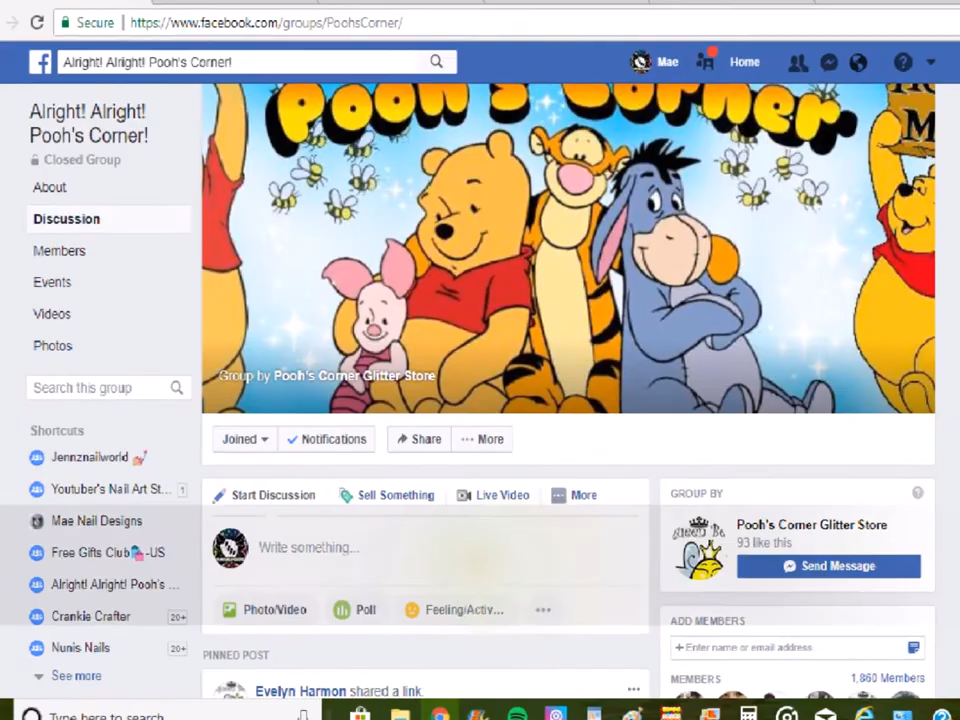 Secure https://www.facebook.com/groups/PoohsCorner/
Alright! Alright! Pooh's Corner!
Mae
Home
Alright! Alright!
Pooh's Corner!
Closed Group
About
Discussion
Members
Events
Videos
Photos
Search this group
Shortcuts
Jennznailworld
Youtuber's Nail Art St... 1
Mae Nail Designs
Free Gifts Club -US
Alright! Alright! Pooh's ...
Crankie Crafter 20+
Nunis Nails 20+
See more
Pooh's Corner
Group by Pooh's Corner Glitter Store
Joined
Notifications
Share
More
Start Discussion
Sell Something
Live Video
More
Write something...
Photo/Video
Poll
Feeling/Activ...
PINNED POST
Evelyn Harmon shared a link.
GROUP BY
Pooh's Corner Glitter Store
93 like this
Send Message
ADD MEMBERS
+ Enter name or email address
MEMBERS
1,860 Members
Type here to search